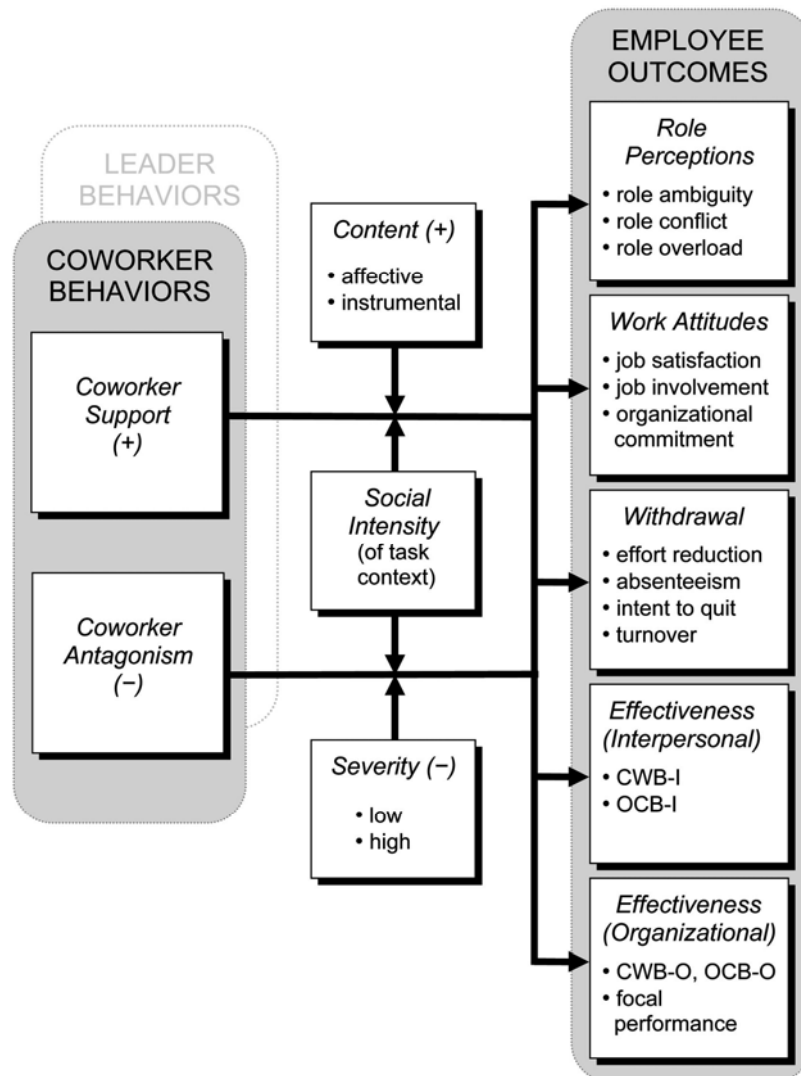 LEADER
BEHAVIORS
COWORKER
BEHAVIORS
Coworker
Support
(+)
Coworker
Antagonism
(−)
Content (+)
• affective
• instrumental
Social
Intensity
(of task
context)
Severity (−)
• low
• high
EMPLOYEE
OUTCOMES
Role
Perceptions
• role ambiguity
• role conflict
• role overload
Work Attitudes
• job satisfaction
• job involvement
• organizational
commitment
Withdrawal
• effort reduction
• absenteeism
• intent to quit
• turnover
Effectiveness
(Interpersonal)
• CWB-I
• OCB-I
Effectiveness
(Organizational)
• CWB-O, OCB-O
• focal
performance